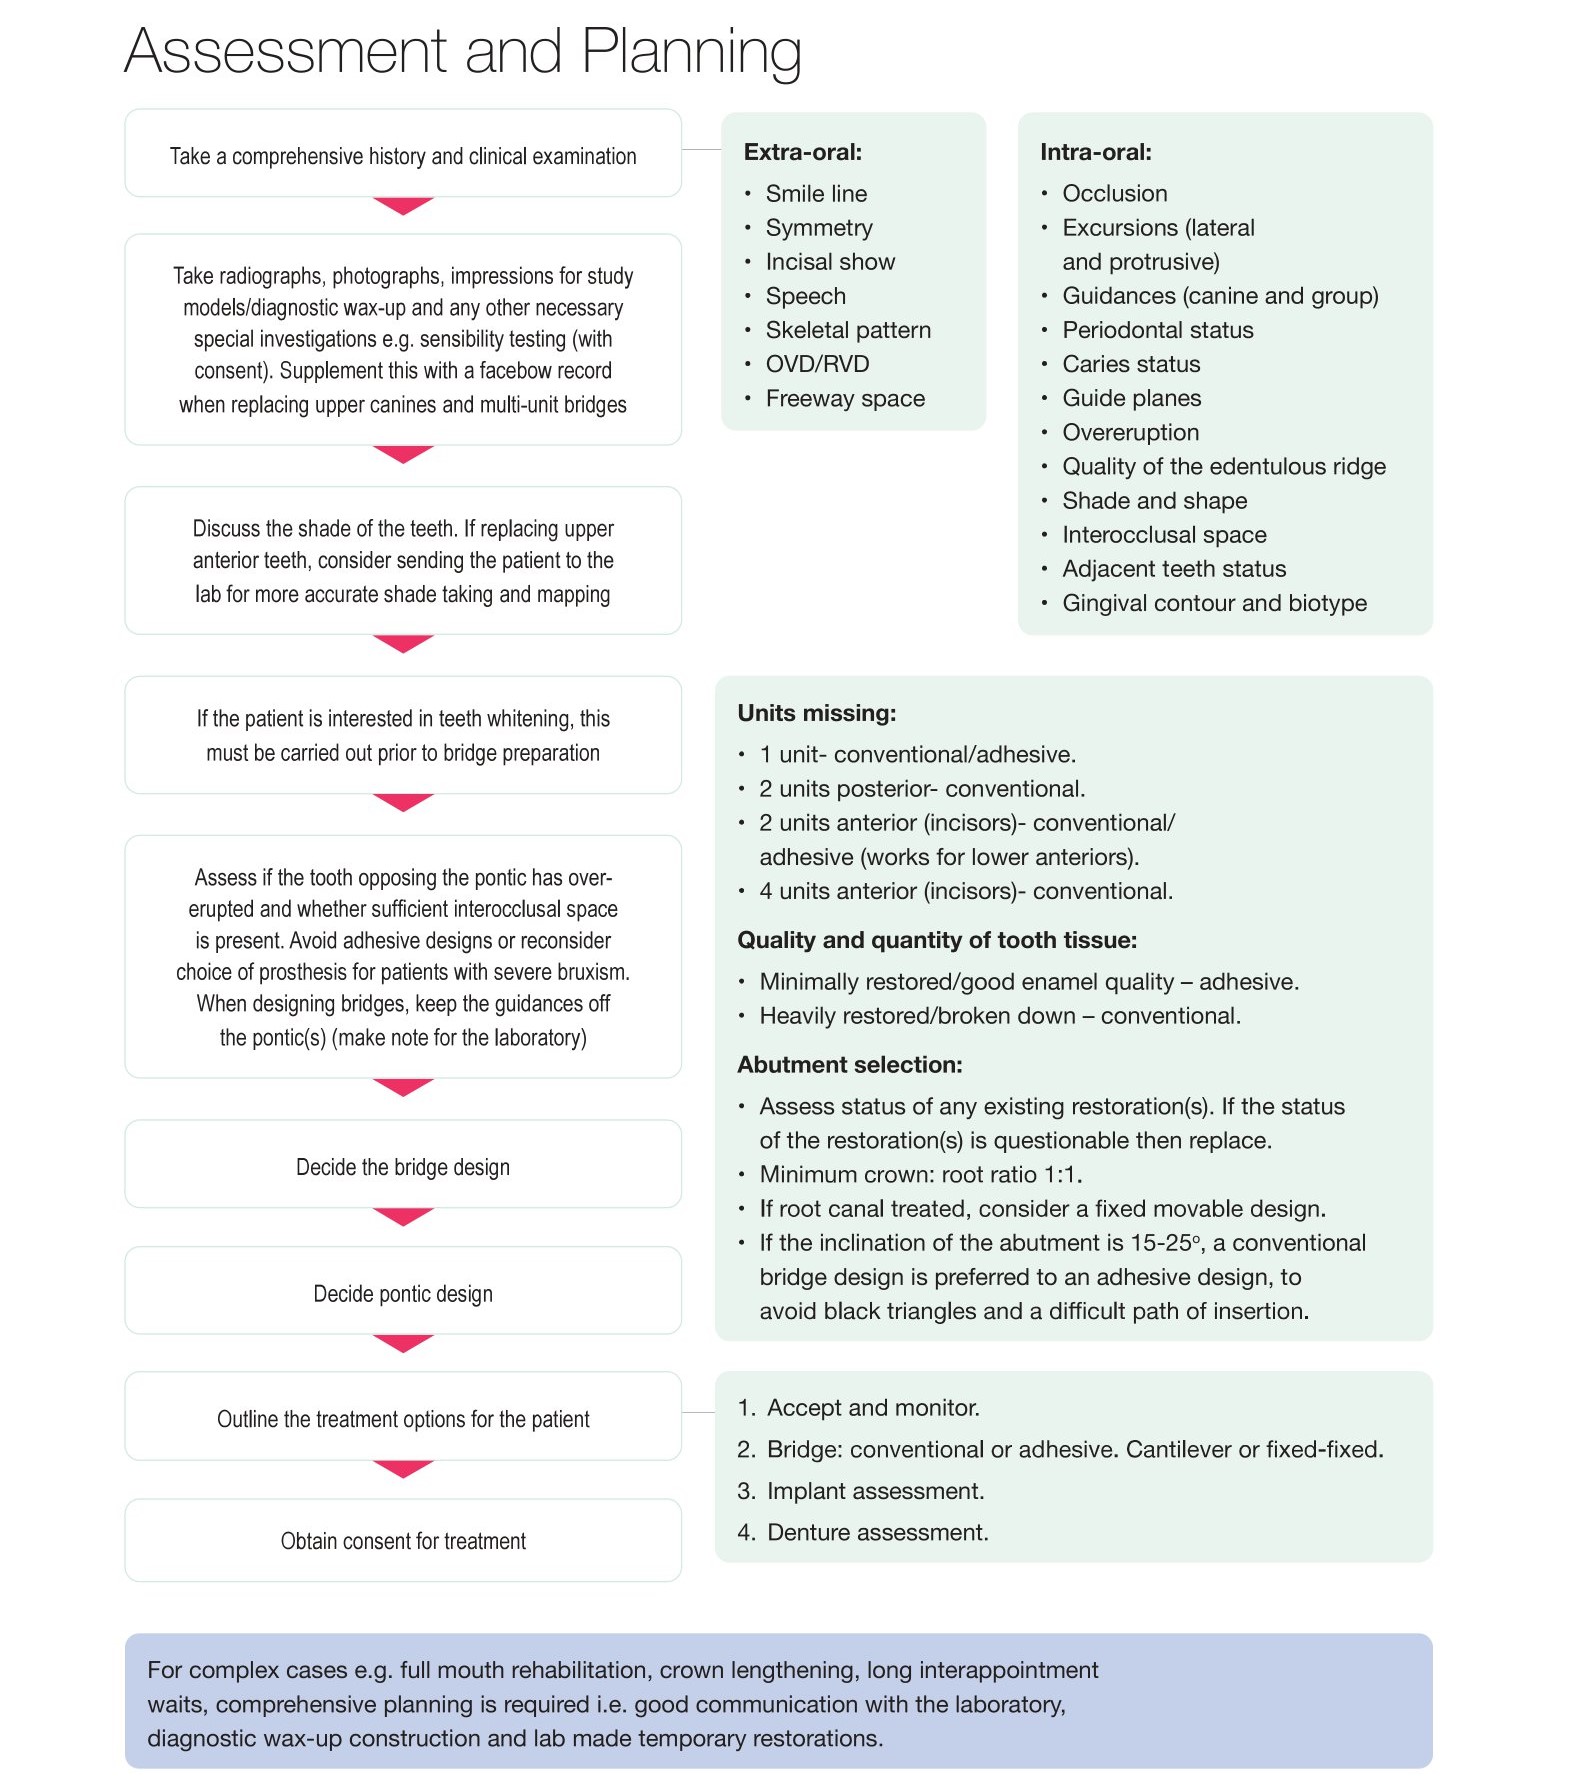 Assessment and Planning
Take a comprehensive history and clinical examination
Extra-oral:
• Smile line
• Symmetry
• Incisal show
• Speech
• Skeletal pattern
• OVD/RVD
• Freeway space
Intra-oral:
• Occlusion
• Excursions (lateral
and protrusive)
• Guidances (canine and group)
• Periodontal status
• Caries status
• Guide planes
• Overeruption
• Quality of the edentulous ridge
• Shade and shape
• Interocclusal space
• Adjacent teeth status
• Gingival contour and biotype
Take radiographs, photographs, impressions for study
models/diagnostic wax-up and any other necessary
special investigations e.g. sensibility testing (with
consent). Supplement this with a facebow record
when replacing upper canines and multi-unit bridges
Discuss the shade of the teeth. If replacing upper
anterior teeth, consider sending the patient to the
lab for more accurate shade taking and mapping
If the patient is interested in teeth whitening, this
must be carried out prior to bridge preparation
Assess if the tooth opposing the pontic has over-
erupted and whether sufficient interocclusal space
is present. Avoid adhesive designs or reconsider
choice of prosthesis for patients with severe bruxism.
When designing bridges, keep the guidances off
the pontic(s) (make note for the laboratory)
Decide the bridge design
Units missing:
• 1 unit- conventional/adhesive.
• 2 units posterior- conventional.
• 2 units anterior (incisors)- conventional/
adhesive (works for lower anteriors).
• 4 units anterior (incisors)- conventional.
Quality and quantity of tooth tissue:
• Minimally restored/good enamel quality – adhesive.
• Heavily restored/broken down – conventional.
Abutment selection:
• Assess status of any existing restoration(s). If the status
of the restoration(s) is questionable then replace.
• Minimum crown: root ratio 1:1.
• If root canal treated, consider a fixed movable design.
• If the inclination of the abutment is 15-25º, a conventional
bridge design is preferred to an adhesive design, to
avoid black triangles and a difficult path of insertion.
Decide pontic design
Outline the treatment options for the patient
1. Accept and monitor.
2. Bridge: conventional or adhesive. Cantilever or fixed-fixed.
3. Implant assessment.
4. Denture assessment.
Obtain consent for treatment
For complex cases e.g. full mouth rehabilitation, crown lengthening, long interappointment
waits, comprehensive planning is required i.e. good communication with the laboratory,
diagnostic wax-up construction and lab made temporary restorations.